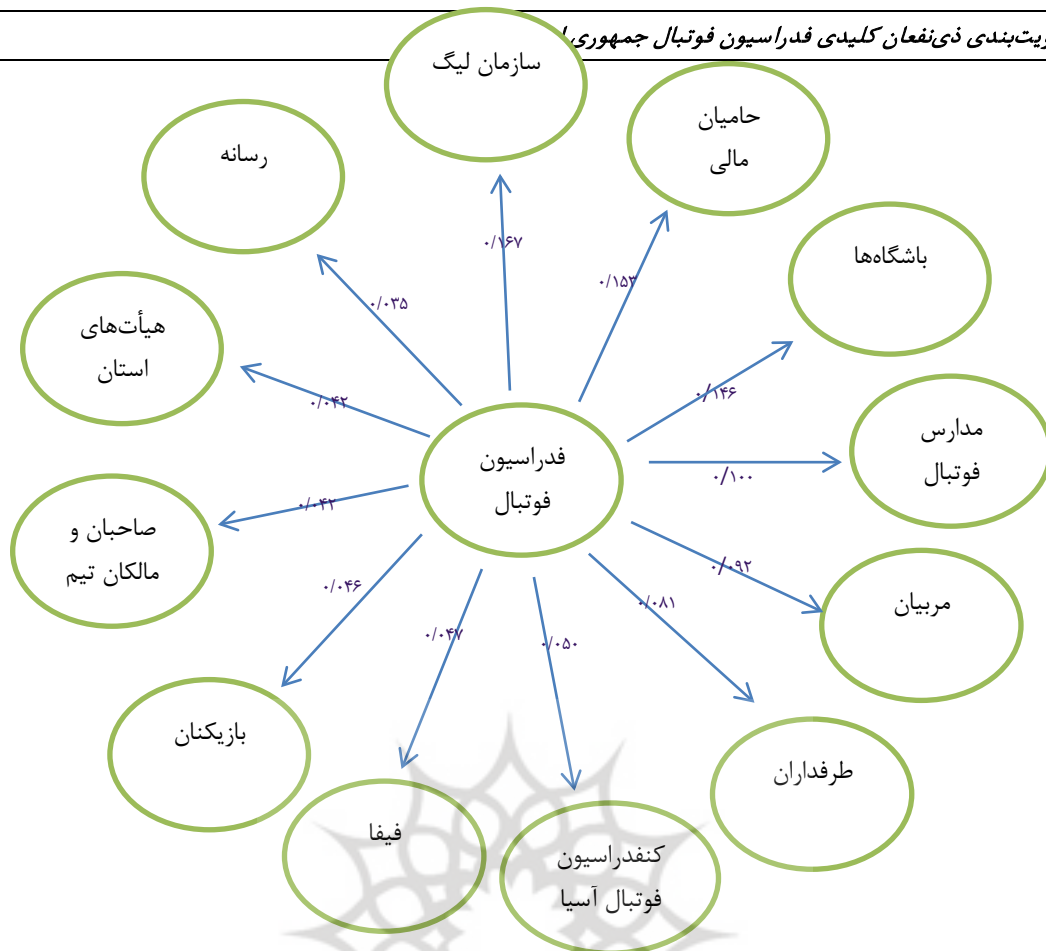 ویت‌بندی ذی‌نفعان کلیدی فدراسیون فوتبال جمهوری
سازمان لیگ
حامیان
مالی
رسانه
باشگاه‌ها
هیأت‌های
استان
مدارس
فوتبال
فدراسیون
فوتبال
صاحبان و
مالکان تیم
مربیان
بازیکنان
طرفداران
فیفا
کنفدراسیون
فوتبال آسیا
۰/۱۶۷
۰/۱۵۳
۰/۱۴۶
۰/۱۰۰
۰/۰۹۲
۰/۰۸۱
۰/۰۵۰
۰/۰۴۷
۰/۰۴۶
۰/۰۴۲
۰/۰۴۲
۰/۰۳۵